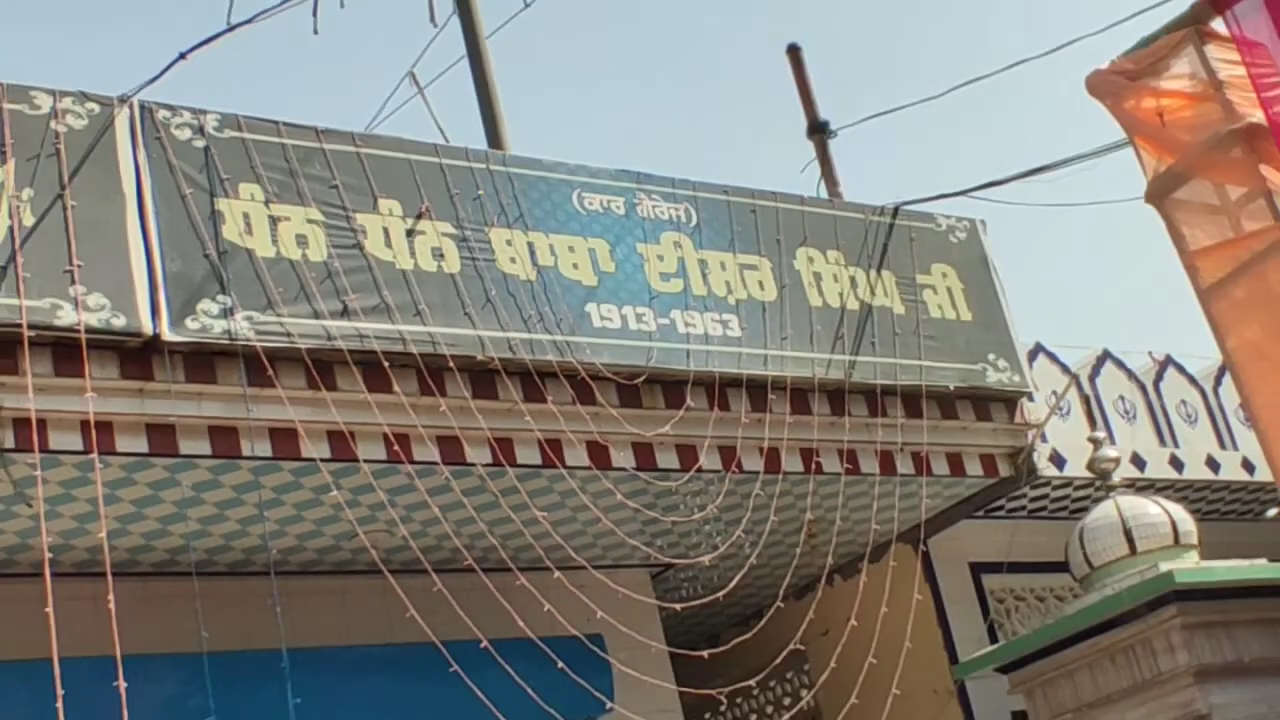 (ਕਾਰ ਗੈਰੇਜ)
ਧੰਨ ਧੰਨ ਬਾਬਾ ਈਸ਼ਰ ਸਿੰਘ ਜੀ
1913-1963